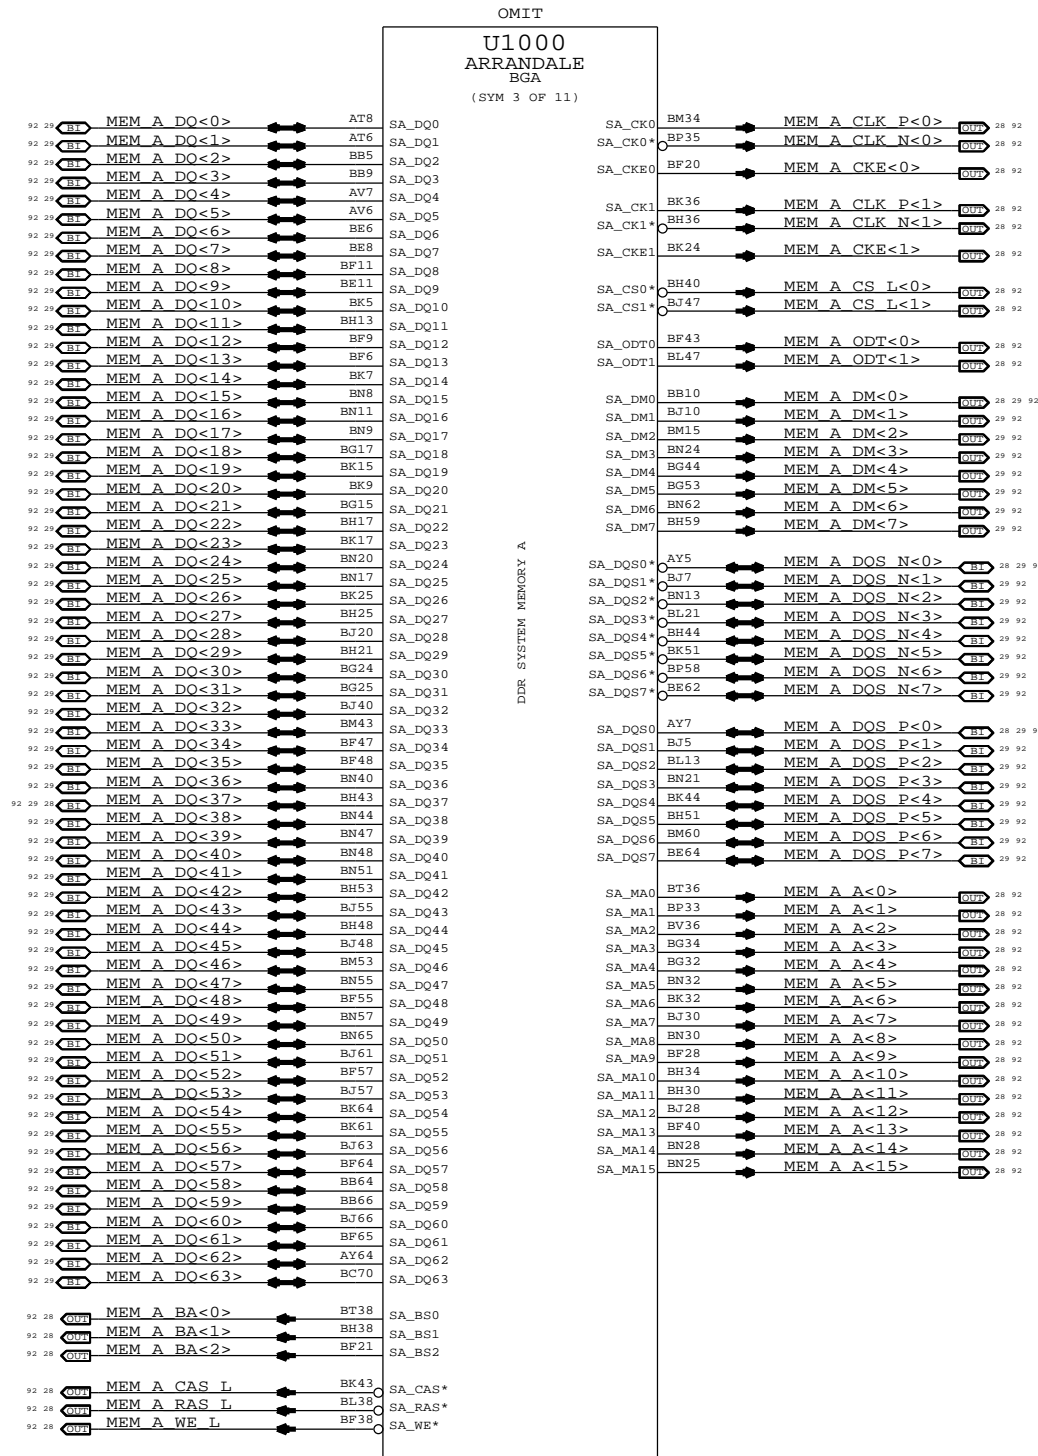 OMIT
U1000
ARRANDALE
BGA
(SYM 3 OF 11)
DDR SYSTEM MEMORY A
92 29 BI MEM_A_DQ<0> AT8 SA_DQ0
92 29 BI MEM_A_DQ<1> AT6 SA_DQ1
92 29 BI MEM_A_DQ<2> BB5 SA_DQ2
92 29 BI MEM_A_DQ<3> BB9 SA_DQ3
92 29 BI MEM_A_DQ<4> AV7 SA_DQ4
92 29 BI MEM_A_DQ<5> AV6 SA_DQ5
92 29 BI MEM_A_DQ<6> BE6 SA_DQ6
92 29 BI MEM_A_DQ<7> BE8 SA_DQ7
92 29 BI MEM_A_DQ<8> BF11 SA_DQ8
92 29 BI MEM_A_DQ<9> BE11 SA_DQ9
92 29 BI MEM_A_DQ<10> BK5 SA_DQ10
92 29 BI MEM_A_DQ<11> BH13 SA_DQ11
92 29 BI MEM_A_DQ<12> BF9 SA_DQ12
92 29 BI MEM_A_DQ<13> BF6 SA_DQ13
92 29 BI MEM_A_DQ<14> BK7 SA_DQ14
92 29 BI MEM_A_DQ<15> BN8 SA_DQ15
92 29 BI MEM_A_DQ<16> BN11 SA_DQ16
92 29 BI MEM_A_DQ<17> BN9 SA_DQ17
92 29 BI MEM_A_DQ<18> BG17 SA_DQ18
92 29 BI MEM_A_DQ<19> BK15 SA_DQ19
92 29 BI MEM_A_DQ<20> BK9 SA_DQ20
92 29 BI MEM_A_DQ<21> BG15 SA_DQ21
92 29 BI MEM_A_DQ<22> BH17 SA_DQ22
92 29 BI MEM_A_DQ<23> BK17 SA_DQ23
92 29 BI MEM_A_DQ<24> BN20 SA_DQ24
92 29 BI MEM_A_DQ<25> BN17 SA_DQ25
92 29 BI MEM_A_DQ<26> BK25 SA_DQ26
92 29 BI MEM_A_DQ<27> BH25 SA_DQ27
92 29 BI MEM_A_DQ<28> BJ20 SA_DQ28
92 29 BI MEM_A_DQ<29> BH21 SA_DQ29
92 29 BI MEM_A_DQ<30> BG24 SA_DQ30
92 29 BI MEM_A_DQ<31> BG25 SA_DQ31
92 29 BI MEM_A_DQ<32> BJ40 SA_DQ32
92 29 BI MEM_A_DQ<33> BM43 SA_DQ33
92 29 BI MEM_A_DQ<34> BF47 SA_DQ34
92 29 BI MEM_A_DQ<35> BF48 SA_DQ35
92 29 BI MEM_A_DQ<36> BN40 SA_DQ36
92 29 28 BI MEM_A_DQ<37> BH43 SA_DQ37
92 29 BI MEM_A_DQ<38> BN44 SA_DQ38
92 29 BI MEM_A_DQ<39> BN47 SA_DQ39
92 29 BI MEM_A_DQ<40> BN48 SA_DQ40
92 29 BI MEM_A_DQ<41> BN51 SA_DQ41
92 29 BI MEM_A_DQ<42> BH53 SA_DQ42
92 29 BI MEM_A_DQ<43> BJ55 SA_DQ43
92 29 BI MEM_A_DQ<44> BH48 SA_DQ44
92 29 BI MEM_A_DQ<45> BJ48 SA_DQ45
92 29 BI MEM_A_DQ<46> BM53 SA_DQ46
92 29 BI MEM_A_DQ<47> BN55 SA_DQ47
92 29 BI MEM_A_DQ<48> BF55 SA_DQ48
92 29 BI MEM_A_DQ<49> BN57 SA_DQ49
92 29 BI MEM_A_DQ<50> BN65 SA_DQ50
92 29 BI MEM_A_DQ<51> BJ61 SA_DQ51
92 29 BI MEM_A_DQ<52> BF57 SA_DQ52
92 29 BI MEM_A_DQ<53> BJ57 SA_DQ53
92 29 BI MEM_A_DQ<54> BK64 SA_DQ54
92 29 BI MEM_A_DQ<55> BK61 SA_DQ55
92 29 BI MEM_A_DQ<56> BJ63 SA_DQ56
92 29 BI MEM_A_DQ<57> BF64 SA_DQ57
92 29 BI MEM_A_DQ<58> BB64 SA_DQ58
92 29 BI MEM_A_DQ<59> BB66 SA_DQ59
92 29 BI MEM_A_DQ<60> BJ66 SA_DQ60
92 29 BI MEM_A_DQ<61> BF65 SA_DQ61
92 29 BI MEM_A_DQ<62> AY64 SA_DQ62
92 29 BI MEM_A_DQ<63> BC70 SA_DQ63
92 28 OUT MEM_A_BA<0> BT38 SA_BS0
92 28 OUT MEM_A_BA<1> BH38 SA_BS1
92 28 OUT MEM_A_BA<2> BF21 SA_BS2
92 28 OUT MEM_A_CAS_L BK43 SA_CAS*
92 28 OUT MEM_A_RAS_L BL38 SA_RAS*
92 28 OUT MEM_A_WE_L BF38 SA_WE*
SA_CK0 BM34 MEM_A_CLK_P<0> OUT 28 92
SA_CK0* BP35 MEM_A_CLK_N<0> OUT 28 92
SA_CKE0 BF20 MEM_A_CKE<0> OUT 28 92
SA_CK1 BK36 MEM_A_CLK_P<1> OUT 28 92
SA_CK1* BH36 MEM_A_CLK_N<1> OUT 28 92
SA_CKE1 BK24 MEM_A_CKE<1> OUT 28 92
SA_CS0* BH40 MEM_A_CS_L<0> OUT 28 92
SA_CS1* BJ47 MEM_A_CS_L<1> OUT 28 92
SA_ODT0 BF43 MEM_A_ODT<0> OUT 28 92
SA_ODT1 BL47 MEM_A_ODT<1> OUT 28 92
SA_DM0 BB10 MEM_A_DM<0> OUT 28 29 92
SA_DM1 BJ10 MEM_A_DM<1> OUT 29 92
SA_DM2 BM15 MEM_A_DM<2> OUT 29 92
SA_DM3 BN24 MEM_A_DM<3> OUT 29 92
SA_DM4 BG44 MEM_A_DM<4> OUT 29 92
SA_DM5 BG53 MEM_A_DM<5> OUT 29 92
SA_DM6 BN62 MEM_A_DM<6> OUT 29 92
SA_DM7 BH59 MEM_A_DM<7> OUT 29 92
SA_DQS0* AY5 MEM_A_DQS_N<0> BI 28 29 9
SA_DQS1* BJ7 MEM_A_DQS_N<1> BI 29 92
SA_DQS2* BN13 MEM_A_DQS_N<2> BI 29 92
SA_DQS3* BL21 MEM_A_DQS_N<3> BI 29 92
SA_DQS4* BH44 MEM_A_DQS_N<4> BI 29 92
SA_DQS5* BK51 MEM_A_DQS_N<5> BI 29 92
SA_DQS6* BP58 MEM_A_DQS_N<6> BI 29 92
SA_DQS7* BE62 MEM_A_DQS_N<7> BI 29 92
SA_DQS0 AY7 MEM_A_DQS_P<0> BI 28 29 9
SA_DQS1 BJ5 MEM_A_DQS_P<1> BI 29 92
SA_DQS2 BL13 MEM_A_DQS_P<2> BI 29 92
SA_DQS3 BN21 MEM_A_DQS_P<3> BI 29 92
SA_DQS4 BK44 MEM_A_DQS_P<4> BI 29 92
SA_DQS5 BH51 MEM_A_DQS_P<5> BI 29 92
SA_DQS6 BM60 MEM_A_DQS_P<6> BI 29 92
SA_DQS7 BE64 MEM_A_DQS_P<7> BI 29 92
SA_MA0 BT36 MEM_A_A<0> OUT 28 92
SA_MA1 BP33 MEM_A_A<1> OUT 28 92
SA_MA2 BV36 MEM_A_A<2> OUT 28 92
SA_MA3 BG34 MEM_A_A<3> OUT 28 92
SA_MA4 BG32 MEM_A_A<4> OUT 28 92
SA_MA5 BN32 MEM_A_A<5> OUT 28 92
SA_MA6 BK32 MEM_A_A<6> OUT 28 92
SA_MA7 BJ30 MEM_A_A<7> OUT 28 92
SA_MA8 BN30 MEM_A_A<8> OUT 28 92
SA_MA9 BF28 MEM_A_A<9> OUT 28 92
SA_MA10 BH34 MEM_A_A<10> OUT 28 92
SA_MA11 BH30 MEM_A_A<11> OUT 28 92
SA_MA12 BJ28 MEM_A_A<12> OUT 28 92
SA_MA13 BF40 MEM_A_A<13> OUT 28 92
SA_MA14 BN28 MEM_A_A<14> OUT 28 92
SA_MA15 BN25 MEM_A_A<15> OUT 28 92